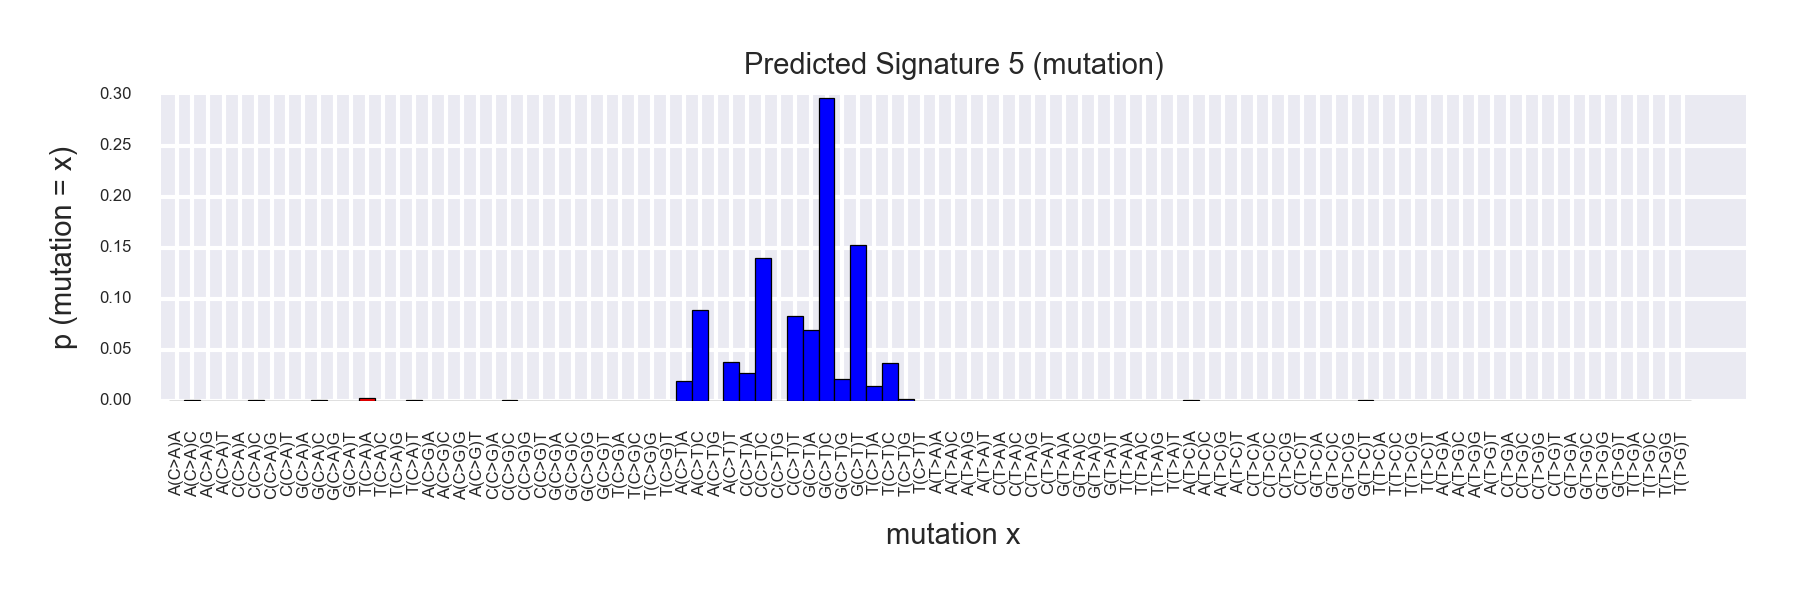 Predicted Signature 5 (mutation)
0.30
0.25
0.20
0.15
0.10
0.05
0.00
p (mutation = x)
A(C>A)A
A(C>A)C
A(C>A)G
A(C>A)T
C(C>A)A
C(C>A)C
C(C>A)G
C(C>A)T
G(C>A)A
G(C>A)C
G(C>A)G
G(C>A)T
T(C>A)A
T(C>A)C
T(C>A)G
T(C>A)T
A(C>G)A
A(C>G)C
A(C>G)G
A(C>G)T
C(C>G)A
C(C>G)C
C(C>G)G
C(C>G)T
G(C>G)A
G(C>G)C
G(C>G)G
G(C>G)T
T(C>G)A
T(C>G)C
T(C>G)G
T(C>G)T
A(C>T)A
A(C>T)C
A(C>T)G
A(C>T)T
C(C>T)A
C(C>T)C
C(C>T)G
C(C>T)T
G(C>T)A
G(C>T)C
G(C>T)G
G(C>T)T
T(C>T)A
T(C>T)C
T(C>T)G
T(C>T)T
A(T>A)A
A(T>A)C
A(T>A)G
A(T>A)T
C(T>A)A
C(T>A)C
C(T>A)G
C(T>A)T
G(T>A)A
G(T>A)C
G(T>A)G
G(T>A)T
T(T>A)A
T(T>A)C
T(T>A)G
T(T>A)T
A(T>C)A
A(T>C)C
A(T>C)G
A(T>C)T
C(T>C)A
C(T>C)C
C(T>C)G
C(T>C)T
G(T>C)A
G(T>C)C
G(T>C)G
G(T>C)T
T(T>C)A
T(T>C)C
T(T>C)G
T(T>C)T
A(T>G)A
A(T>G)C
A(T>G)G
A(T>G)T
C(T>G)A
C(T>G)C
C(T>G)G
C(T>G)T
G(T>G)A
G(T>G)C
G(T>G)G
G(T>G)T
T(T>G)A
T(T>G)C
T(T>G)G
T(T>G)T
mutation x